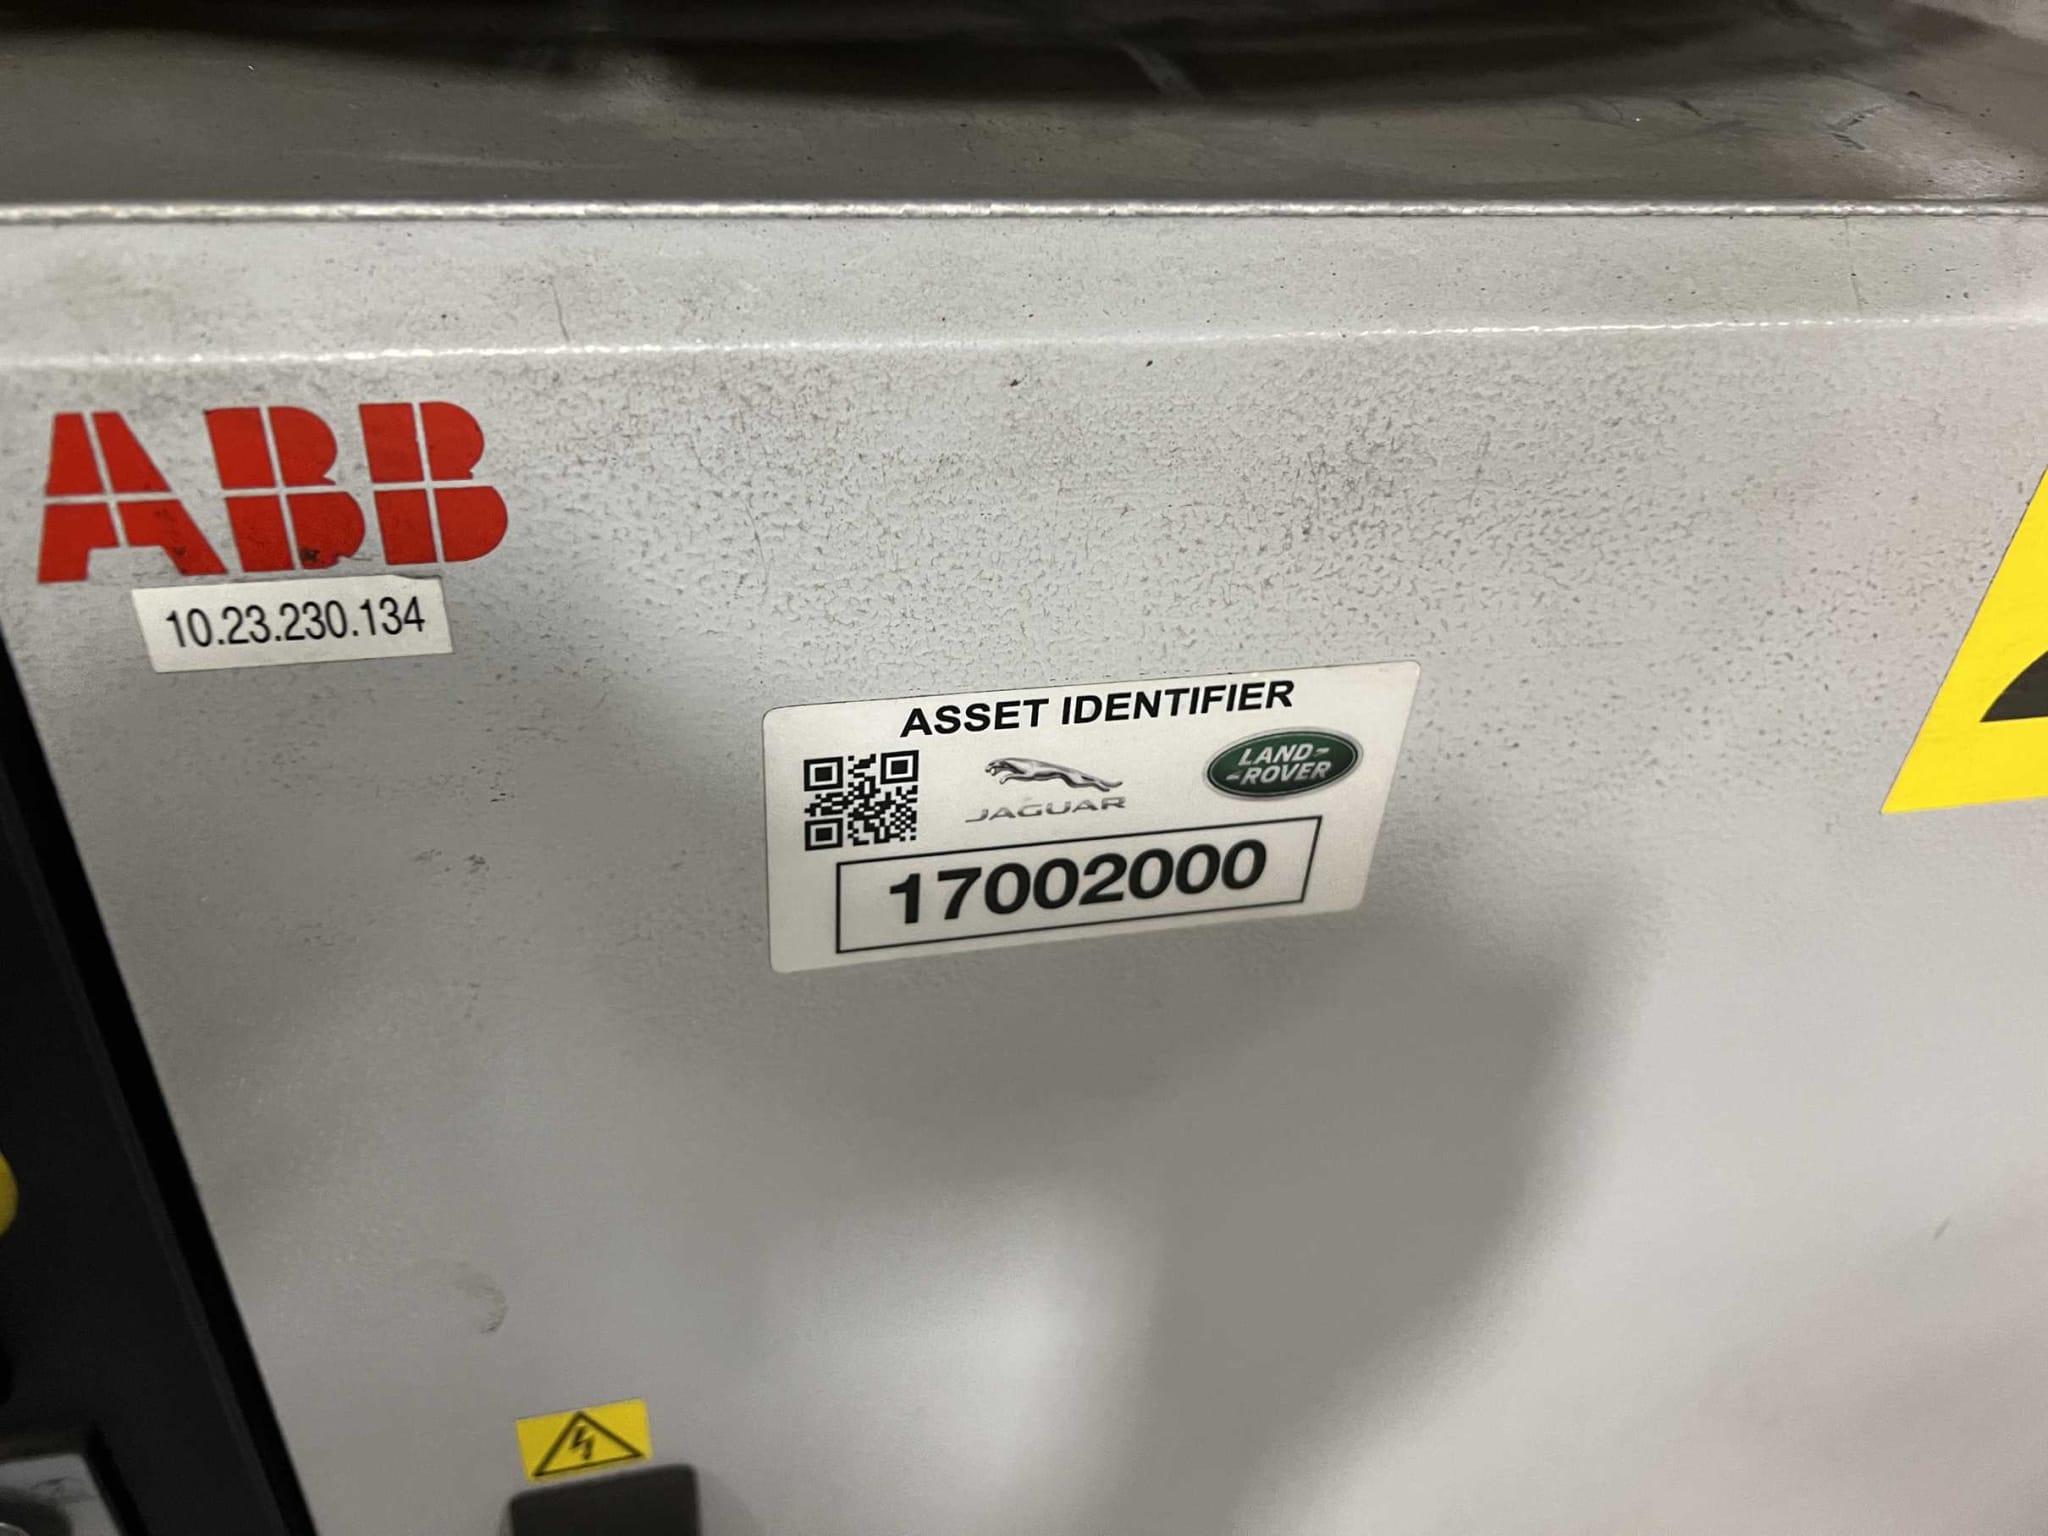 ABB
10.23.230.134
ASSET IDENTIFIER
JAGUAR
LAND-
-ROVER
17002000